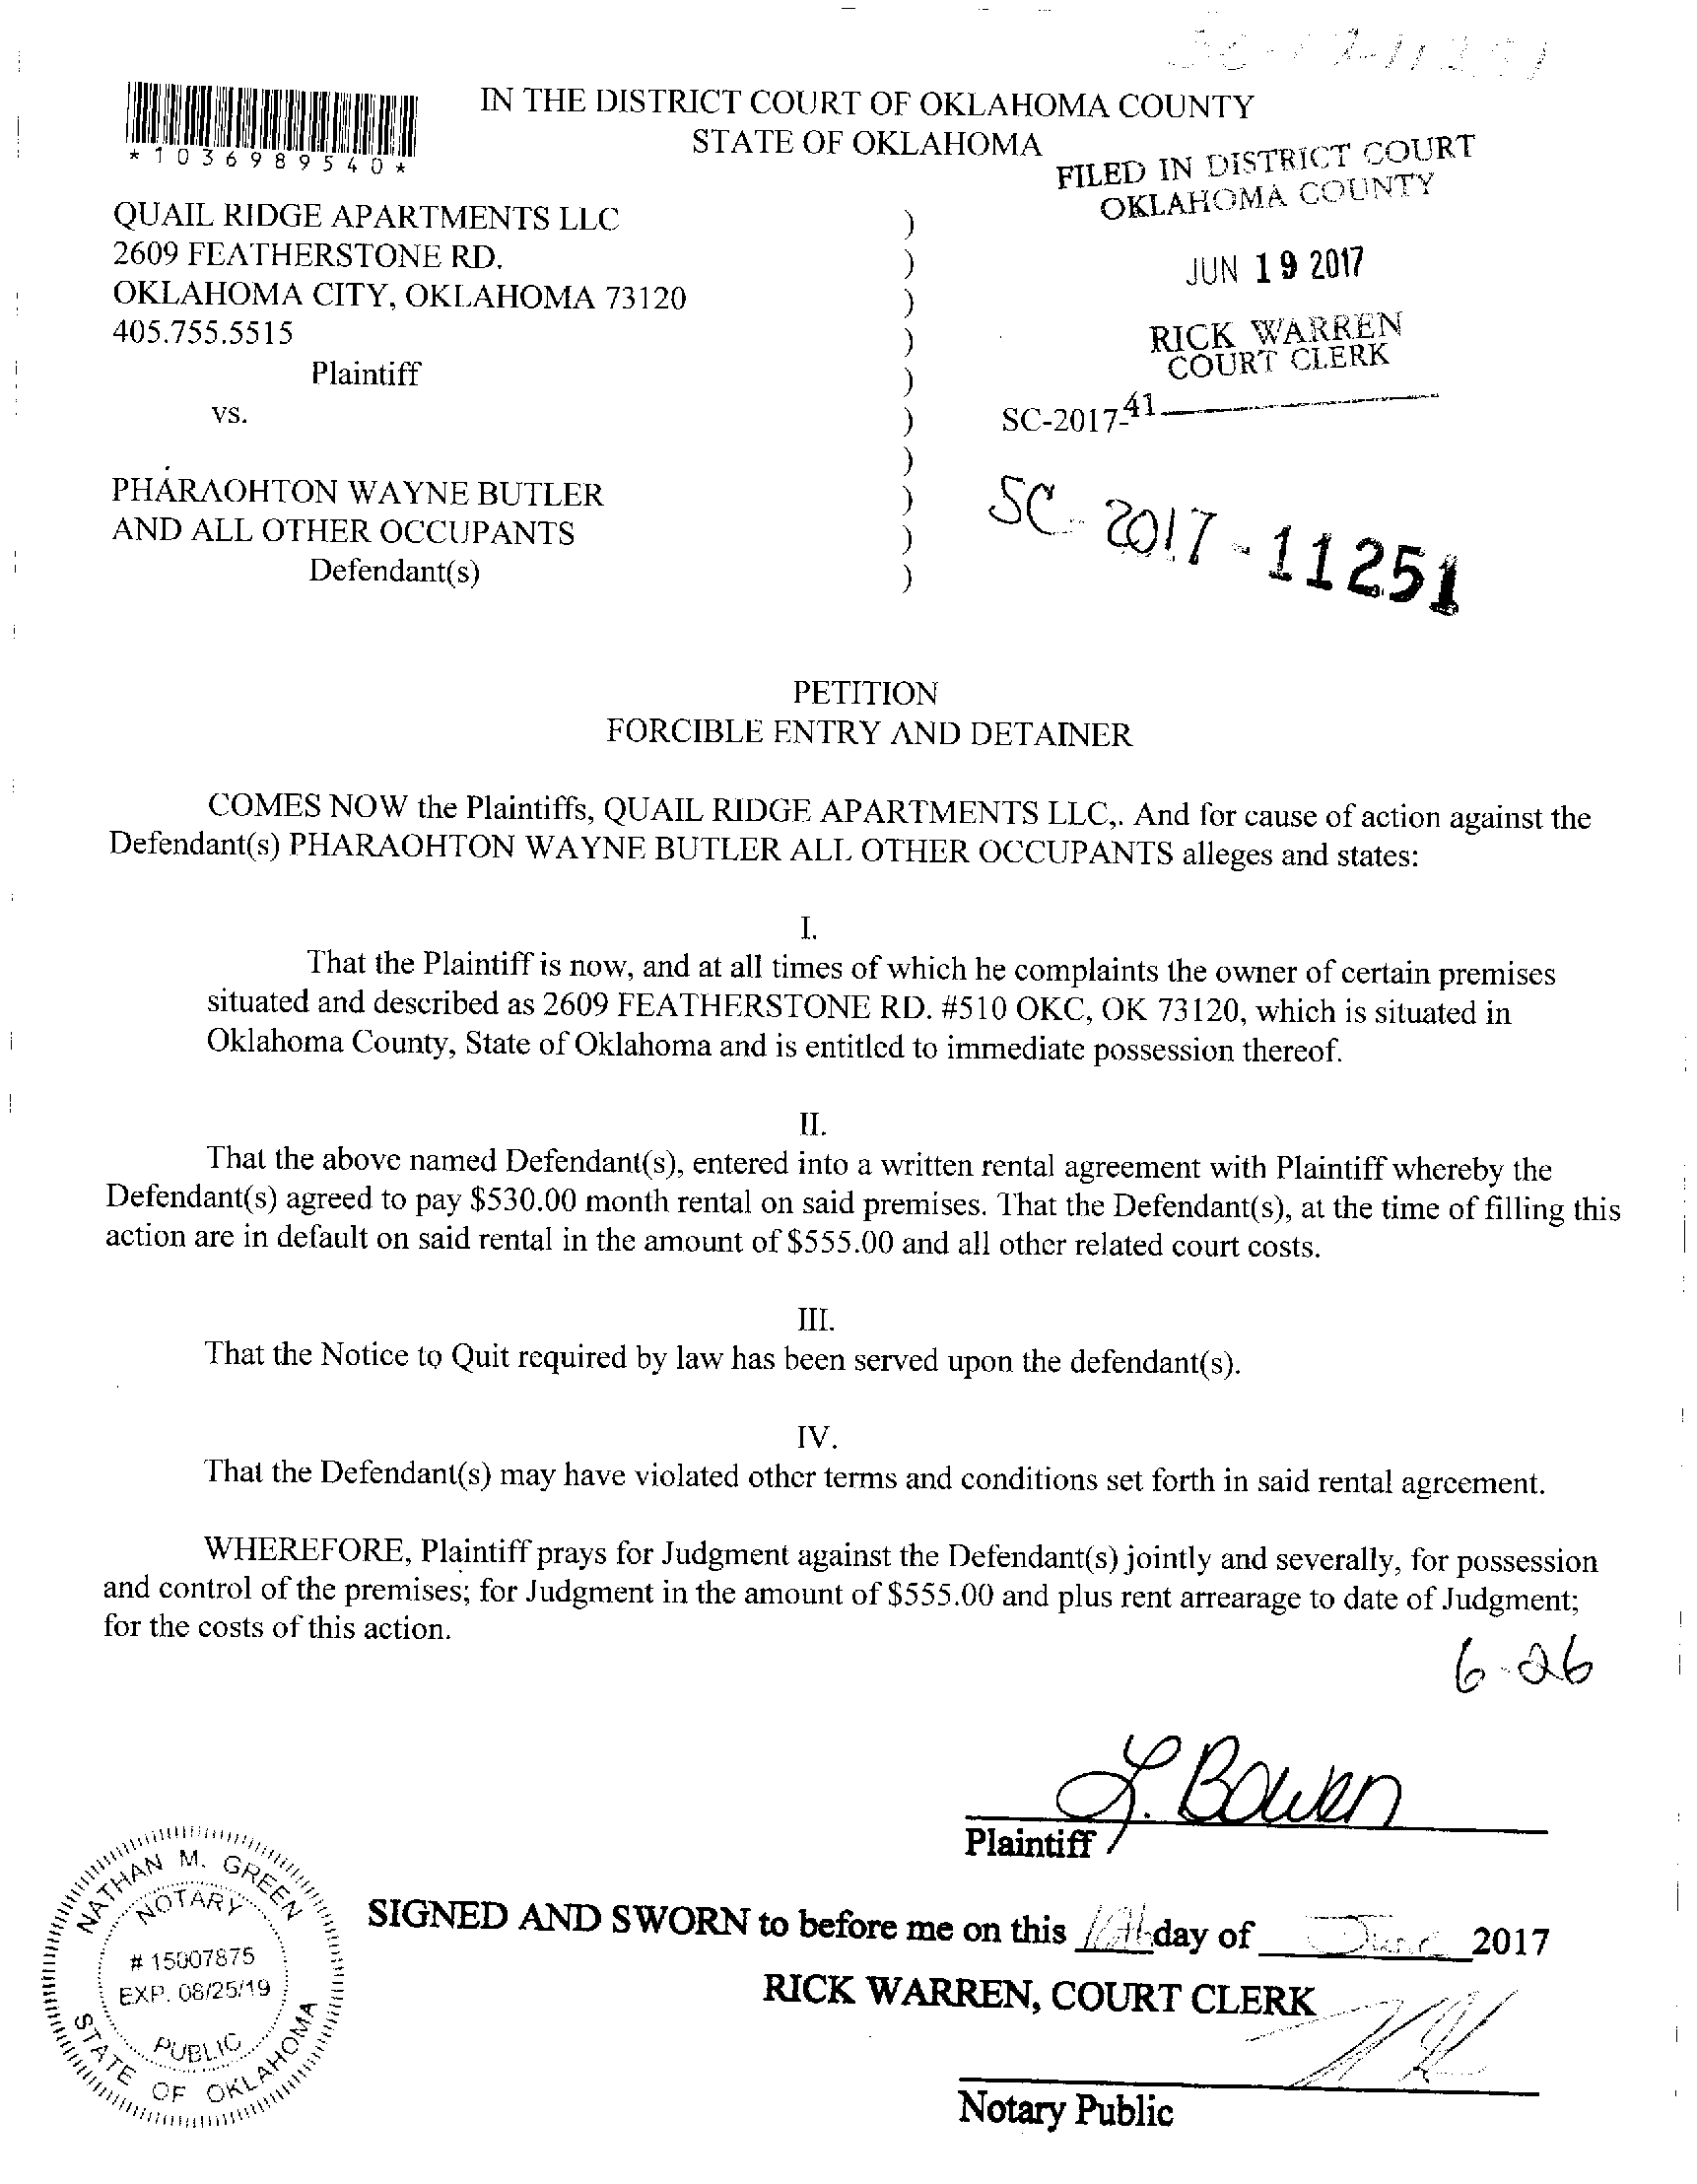 SC-17-11251
*1036989540*
IN THE DISTRICT COURT OF OKLAHOMA COUNTY
STATE OF OKLAHOMA
FILED IN DISTRICT COURT
OKLAHOMA COUNTY
JUN 19 2017
RICK WARREN
COURT CLERK
41
QUAIL RIDGE APARTMENTS LLC )
2609 FEATHERSTONE RD. )
OKLAHOMA CITY, OKLAHOMA 73120 )
405.755.5515 )
Plaintiff )
vs. ) SC-2017-
)
PHARAOHTON WAYNE BUTLER )
AND ALL OTHER OCCUPANTS )
Defendant(s) )
SC-2017-11251
PETITION
FORCIBLE ENTRY AND DETAINER
COMES NOW the Plaintiffs, QUAIL RIDGE APARTMENTS LLC,. And for cause of action against the
Defendant(s) PHARAOHTON WAYNE BUTLER ALL OTHER OCCUPANTS alleges and states:
I.
That the Plaintiff is now, and at all times of which he complaints the owner of certain premises
situated and described as 2609 FEATHERSTONE RD. #510 OKC, OK 73120, which is situated in
Oklahoma County, State of Oklahoma and is entitled to immediate possession thereof.
II.
That the above named Defendant(s), entered into a written rental agreement with Plaintiff whereby the
Defendant(s) agreed to pay $530.00 month rental on said premises. That the Defendant(s), at the time of filling this
action are in default on said rental in the amount of $555.00 and all other related court costs.
III.
That the Notice to Quit required by law has been served upon the defendant(s).
IV.
That the Defendant(s) may have violated other terms and conditions set forth in said rental agreement.
WHEREFORE, Plaintiff prays for Judgment against the Defendant(s) jointly and severally, for possession
and control of the premises; for Judgment in the amount of $555.00 and plus rent arrearage to date of Judgment;
for the costs of this action.
6-26
L. Bowen
Plaintiff
SIGNED AND SWORN to before me on this day of June 2017
RICK WARREN, COURT CLERK
Notary Public
NATHAN M. GREEN
NOTARY
# 15007875
EXP. 08/25/19
PUBLIC
STATE OF OKLAHOMA